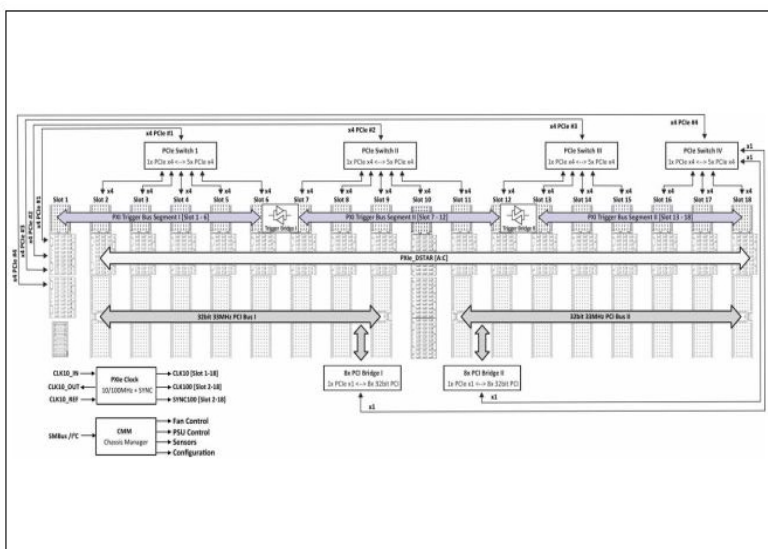 x4 PCIe #4
x4 PCIe #1
x4 PCIe #2
x4 PCIe #3
PCIe Switch 1
1x PCIe x4 <-> 5x PCIe x4
PCIe Switch II
1x PCIe x4 <-> 5x PCIe x4
PCIe Switch III
1x PCIe x4 <-> 5x PCIe x4
PCIe Switch IV
1x PCIe x4 <-> 5x PCIe x4
x1
x1
x4 PCIe #4
x4 PCIe #3
x4 PCIe #2
x4 PCIe #1
x4 x4 x4 x4 x4 x4 x4 x4 x4 x4 x4 x4 x4 x4 x4 x4 x4
Slot 1 Slot 2 Slot 3 Slot 4 Slot 5 Slot 6 Slot 7 Slot 8 Slot 9 Slot 10 Slot 11 Slot 12 Slot 13 Slot 14 Slot 15 Slot 16 Slot 17 Slot 18
PXI Trigger Bus Segment I [Slot 1 - 6]
Trigger Bridge I
PXI Trigger Bus Segment II [Slot 7 - 12]
Trigger Bridge II
PXI Trigger Bus Segment II [Slot 13 - 18]
PXIe_DSTAR [A:C]
32bit 33MHz PCI Bus I
32bit 33MHz PCI Bus II
8x PCI Bridge I
1x PCIe x1 <-> 8x 32bit PCI
8x PCI Bridge II
1x PCIe x1 <-> 8x 32bit PCI
x1
x1
CLK10_IN
CLK10_OUT
CLK10_REF
PXIe Clock
10/100MHz + SYNC
CLK10 [Slot 1-18]
CLK100 [Slot 2-18]
SYNC100 [Slot 2-18]
SMBus /I²C
CMM
Chassis Manager
Fan Control
PSU Control
Sensors
Configuration